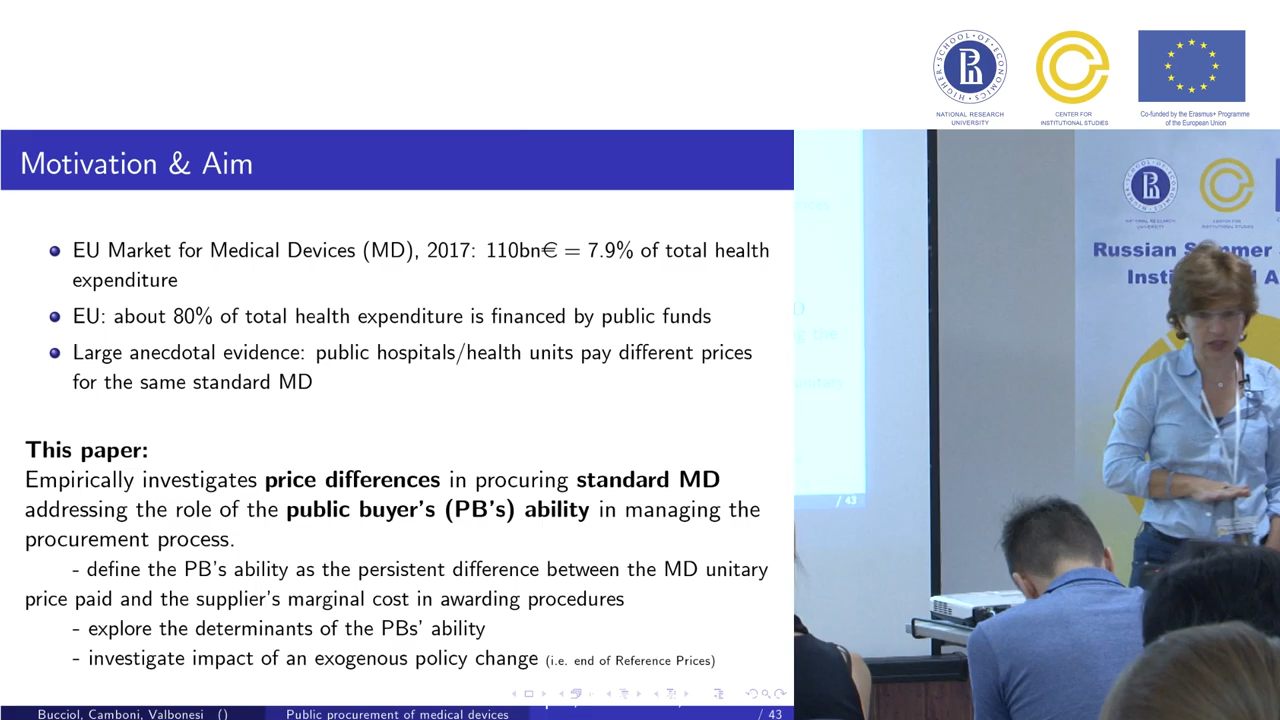 NATIONAL RESEARCH
UNIVERSITY
CENTER FOR
INSTITUTIONAL STUDIES
Co-funded by the Erasmus+ Programme
of the European Union
HIGHER SCHOOL OF ECONOMICS
Motivation & Aim
EU Market for Medical Devices (MD), 2017: 110bn€ = 7.9% of total health
expenditure
EU: about 80% of total health expenditure is financed by public funds
Large anecdotal evidence: public hospitals/health units pay different prices
for the same standard MD
This paper:
Empirically investigates price differences in procuring standard MD
addressing the role of the public buyer's (PB's) ability in managing the
procurement process.
- define the PB's ability as the persistent difference between the MD unitary
price paid and the supplier's marginal cost in awarding procedures
- explore the determinants of the PBs' ability
- investigate impact of an exogenous policy change (i.e. end of Reference Prices)
Bucciol, Camboni, Valbonesi ()
Public procurement of medical devices
/ 43
/ 43
Russian